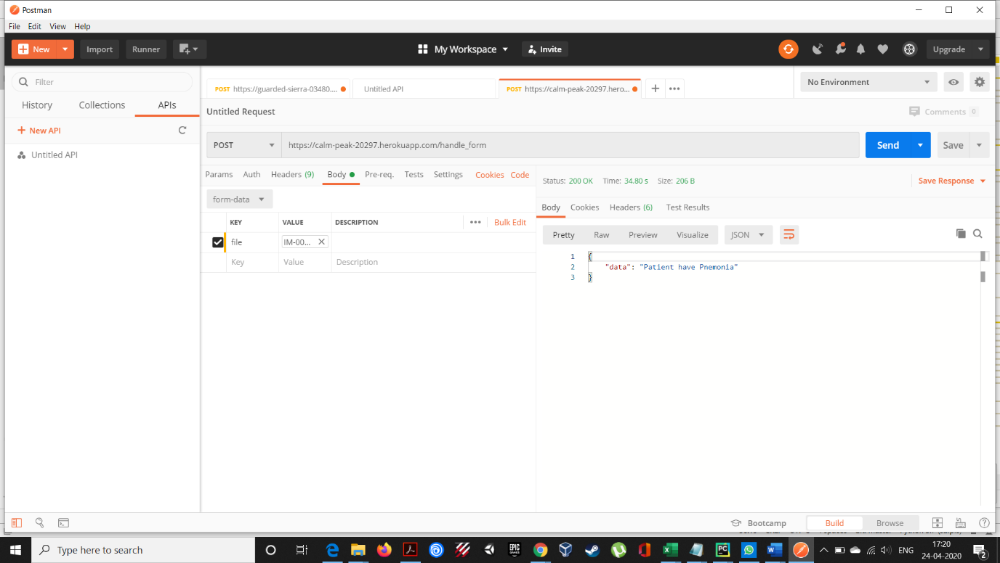 Postman
File Edit View Help
New Import Runner My Workspace Invite Upgrade
Filter
History Collections APIs
New API
Untitled API
POST https://guarded-sierra-03480.... Untitled API POST https://calm-peak-20297.hero... No Environment
Untitled Request Comments 0
POST https://calm-peak-20297.herokuapp.com/handle_form Send Save
Params Auth Headers (9) Body Pre-req. Tests Settings Cookies Code
form-data
KEY VALUE DESCRIPTION Bulk Edit
file IM-00...
Key Value Description
Status: 200 OK Time: 34.80 s Size: 206 B Save Response
Body Cookies Headers (6) Test Results
Pretty Raw Preview Visualize JSON
1 {
2 "data": "Patient have Pnemonia"
3 }
Bootcamp Build Browse
Type here to search
EPIC GAMES
PC
ENG
17:20
24-04-2020
2